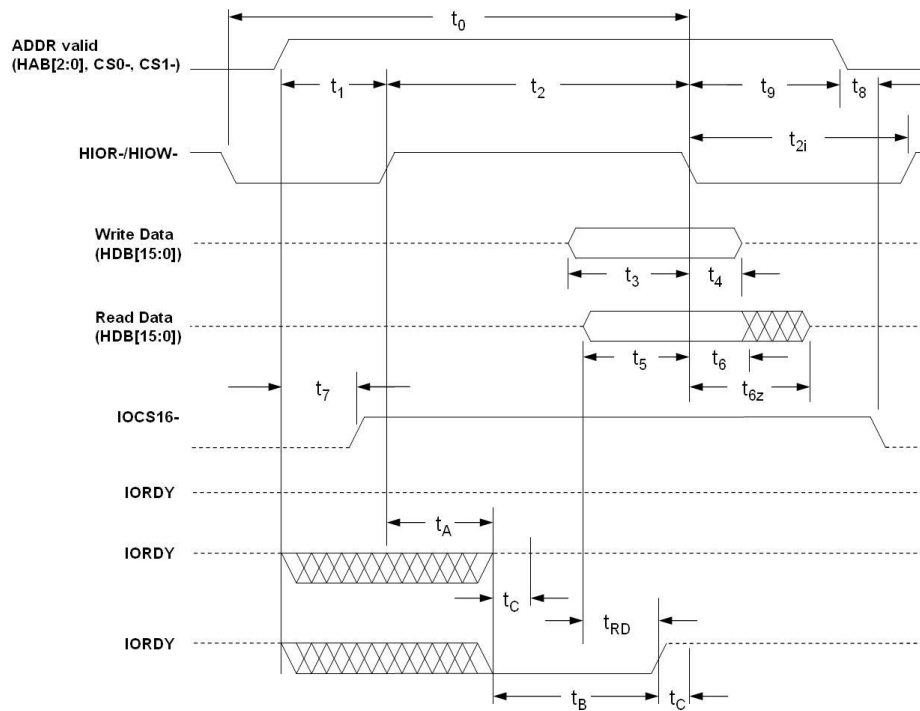 t0
ADDR valid
(HAB[2:0], CS0-, CS1-)
t1
t2
t9
t8
t2i
HIOR-/HIOW-
Write Data
(HDB[15:0])
t3
t4
Read Data
(HDB[15:0])
t5
t6
t7
t6z
IOCS16-
IORDY
tA
IORDY
tC
tRD
IORDY
tB
tC